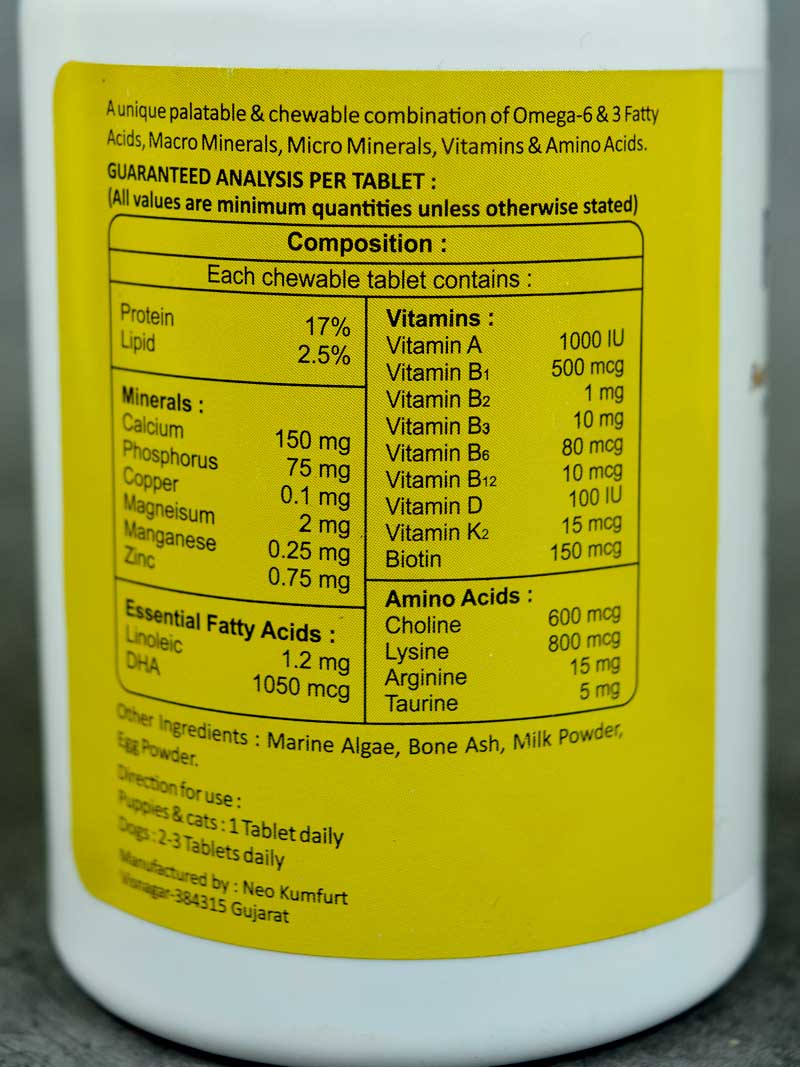 A unique palatable & chewable combination of Omega-6 & 3 Fatty
Acids, Macro Minerals, Micro Minerals, Vitamins & Amino Acids.
GUARANTEED ANALYSIS PER TABLET :
(All values are minimum quantities unless otherwise stated)
Composition :
Each chewable tablet contains :
Protein 17%
Lipid 2.5%
Minerals :
Calcium 150 mg
Phosphorus 75 mg
Copper 0.1 mg
Magneisum 2 mg
Manganese 0.25 mg
Zinc 0.75 mg
Essential Fatty Acids :
Linoleic 1.2 mg
DHA 1050 mcg
Vitamins :
Vitamin A 1000 IU
Vitamin B1 500 mcg
Vitamin B2 1 mg
Vitamin B3 10 mg
Vitamin B6 80 mcg
Vitamin B12 10 mcg
Vitamin D 100 IU
Vitamin K2 15 mcg
Biotin 150 mcg
Amino Acids :
Choline 600 mcg
Lysine 800 mcg
Arginine 15 mg
Taurine 5 mg
Other Ingredients : Marine Algae, Bone Ash, Milk Powder,
Egg Powder.
Direction for use :
Puppies & cats : 1 Tablet daily
Dogs : 2-3 Tablets daily
Manufactured by : Neo Kumfurt
Visnagar-384315 Gujarat